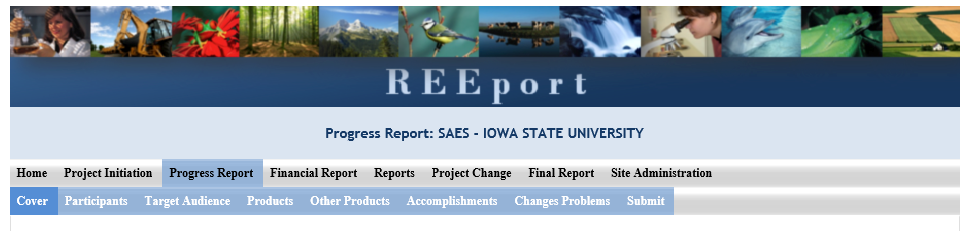 REEport
Progress Report: SAES - IOWA STATE UNIVERSITY
Home Project Initiation Progress Report Financial Report Reports Project Change Final Report Site Administration
Cover Participants Target Audience Products Other Products Accomplishments Changes Problems Submit